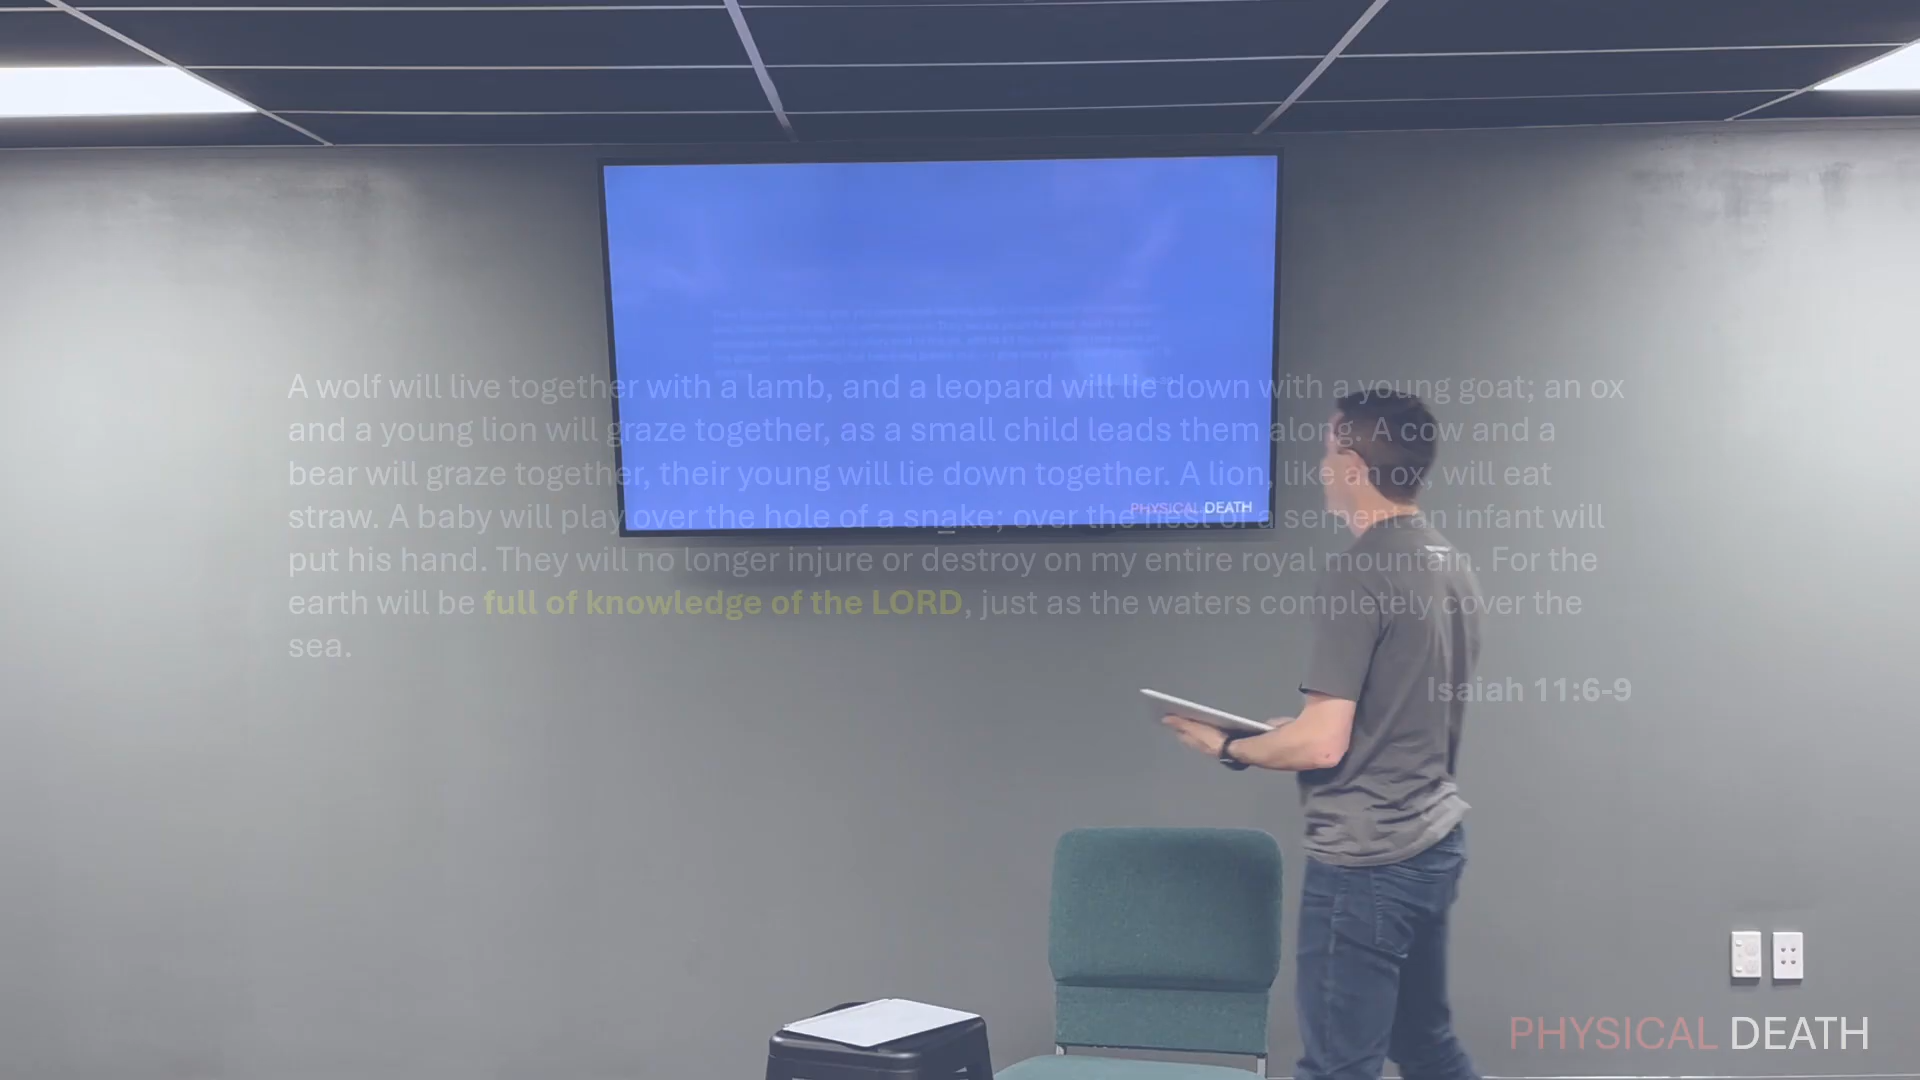 A wolf will live together with a lamb, and a leopard will lie down with a young goat; an ox
and a young lion will graze together, as a small child leads them along. A cow and a
bear will graze together, their young will lie down together. A lion, like an ox, will eat
straw. A baby will play over the hole of a snake; over the nest of a serpent an infant will
put his hand. They will no longer injure or destroy on my entire royal mountain. For the
earth will be full of knowledge of the LORD, just as the waters completely cover the
sea.
Isaiah 11:6-9
PHYSICAL DEATH
PHYSICAL DEATH